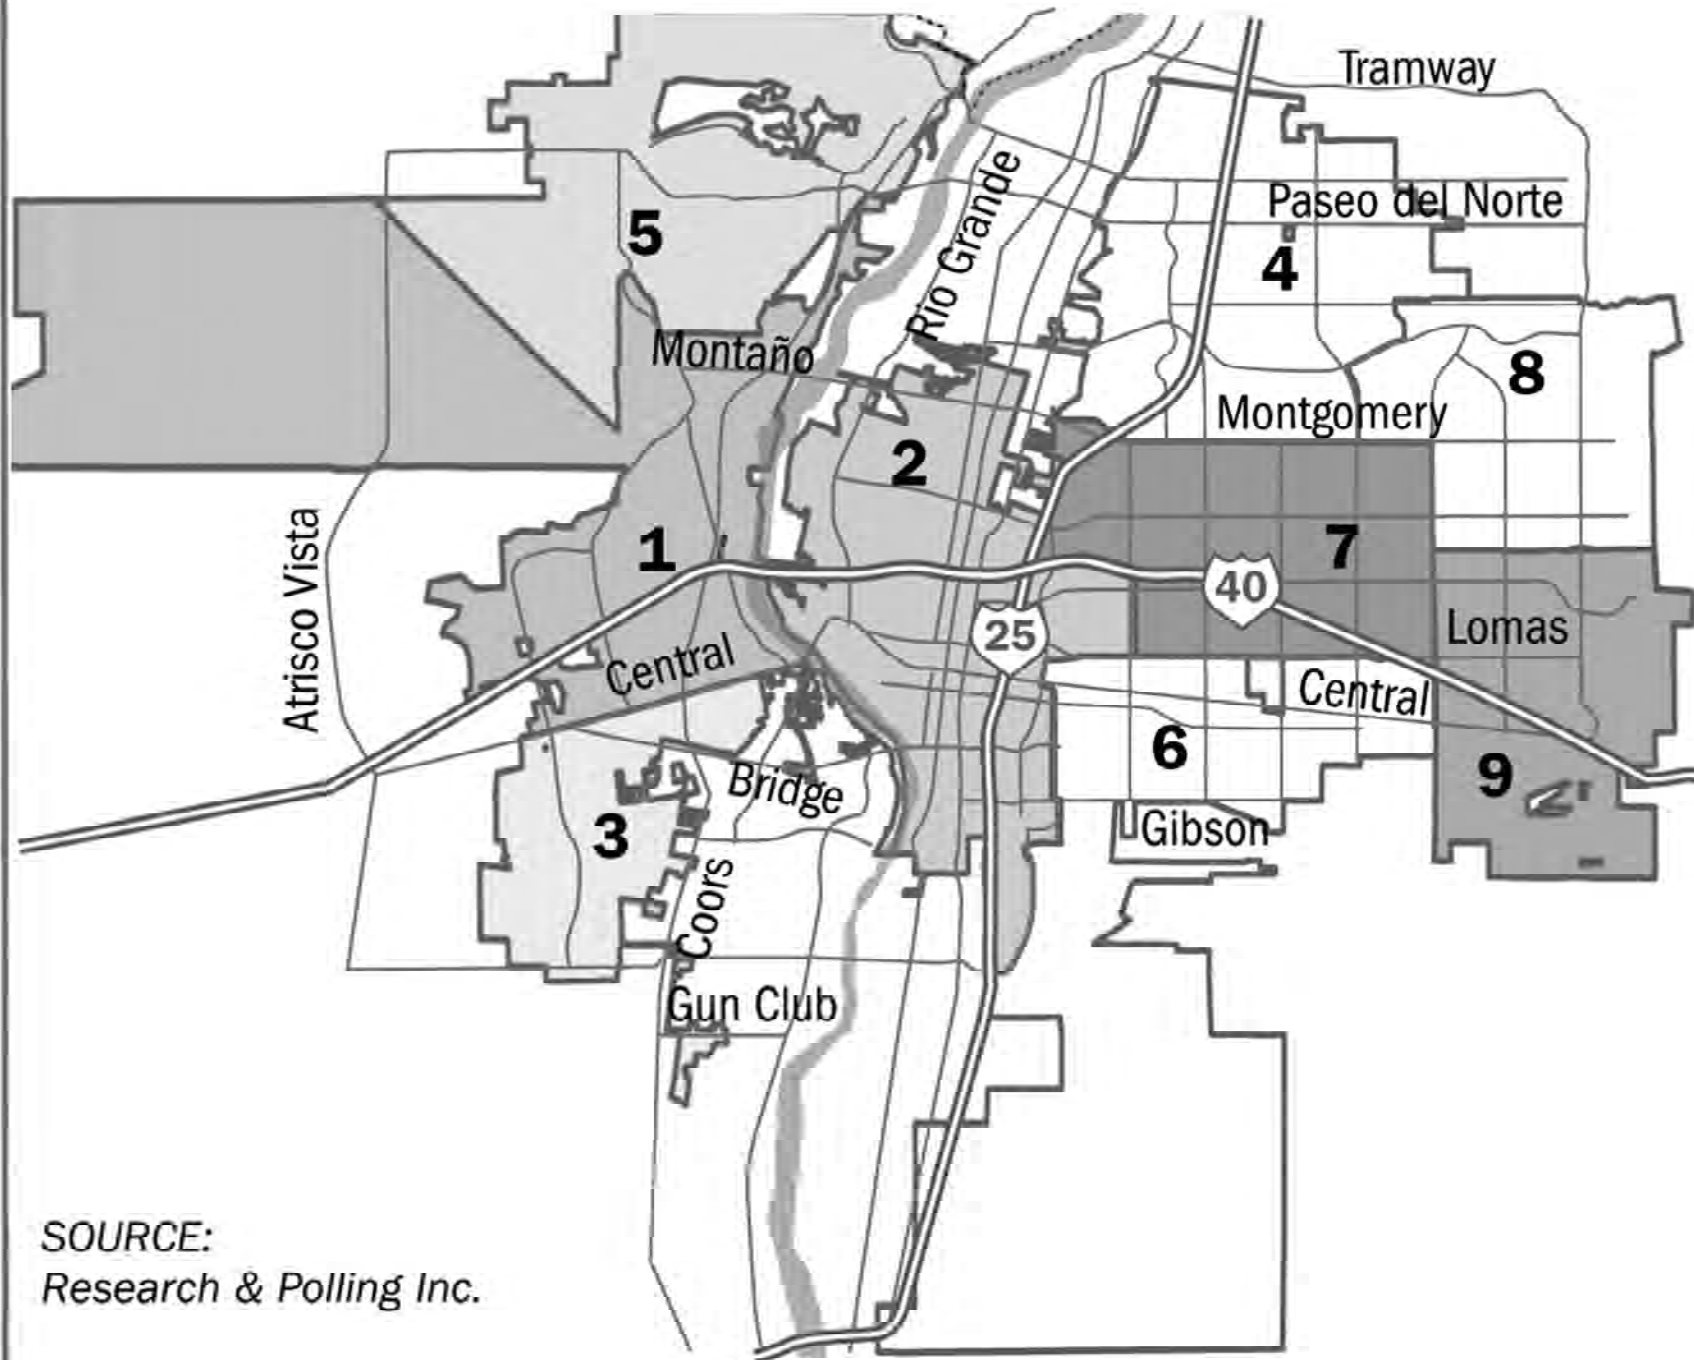 Tramway
Rio Grande
Paseo del Norte
5
4
Montaño
8
Montgomery
2
7
1
Atrisco Vista
40
25
Lomas
Central
Central
6
9
Bridge
3
Gibson
Coors
Gun Club
SOURCE:
Research & Polling Inc.